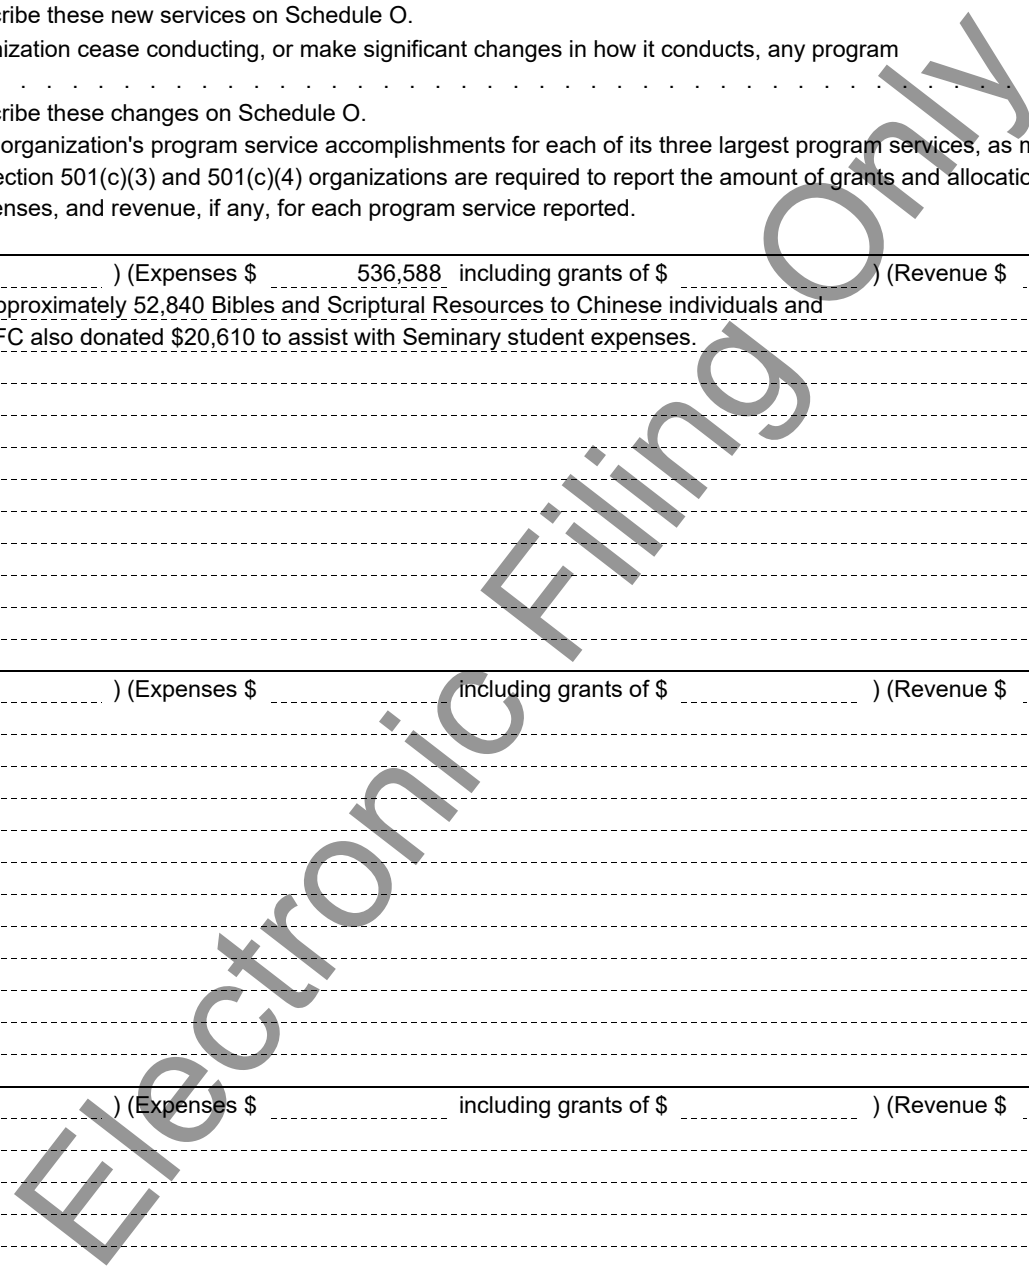 cribe these new services on Schedule O.
nization cease conducting, or make significant changes in how it conducts, any program
. . . . . . . . . . . . . . . . . . . . . . . . . . . . . . . . . . . . . . .
cribe these changes on Schedule O.
organization's program service accomplishments for each of its three largest program services, as m
ection 501(c)(3) and 501(c)(4) organizations are required to report the amount of grants and allocatio
enses, and revenue, if any, for each program service reported.
) (Expenses $ 536,588 including grants of $ ) (Revenue $
pproximately 52,840 Bibles and Scriptural Resources to Chinese individuals and
FC also donated $20,610 to assist with Seminary student expenses.
) (Expenses $ including grants of $ ) (Revenue $
) (Expenses $ including grants of $ ) (Revenue $
Electronic Filing Only